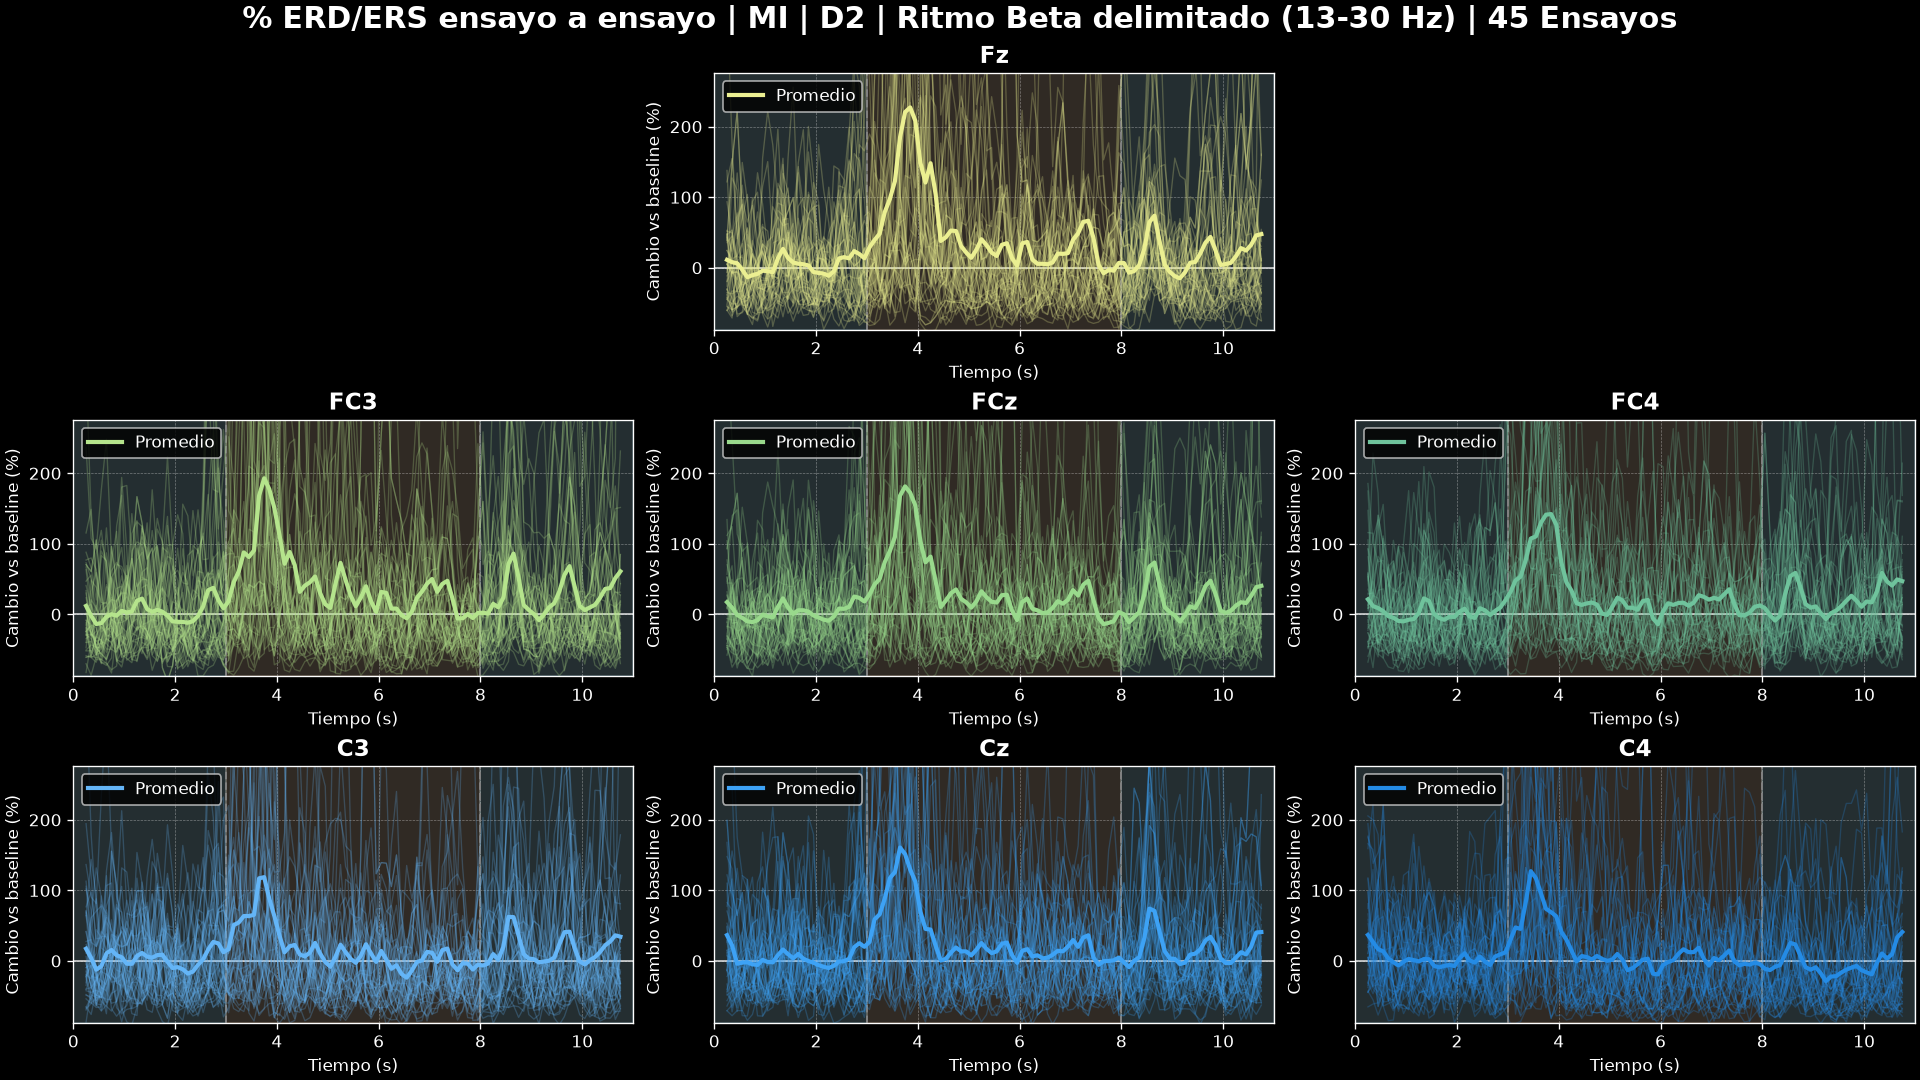 % ERD/ERS ensayo a ensayo | MI | D2 | Ritmo Beta delimitado (13-30 Hz) | 45 Ensayos
Fz
Promedio
Cambio vs baseline (%)
200
100
0
0 2 4 6 8 10
Tiempo (s)
FC3
Promedio
Cambio vs baseline (%)
200
100
0
0 2 4 6 8 10
Tiempo (s)
FCz
Promedio
Cambio vs baseline (%)
200
100
0
0 2 4 6 8 10
Tiempo (s)
FC4
Promedio
Cambio vs baseline (%)
200
100
0
0 2 4 6 8 10
Tiempo (s)
C3
Promedio
Cambio vs baseline (%)
200
100
0
0 2 4 6 8 10
Tiempo (s)
Cz
Promedio
Cambio vs baseline (%)
200
100
0
0 2 4 6 8 10
Tiempo (s)
C4
Promedio
Cambio vs baseline (%)
200
100
0
0 2 4 6 8 10
Tiempo (s)